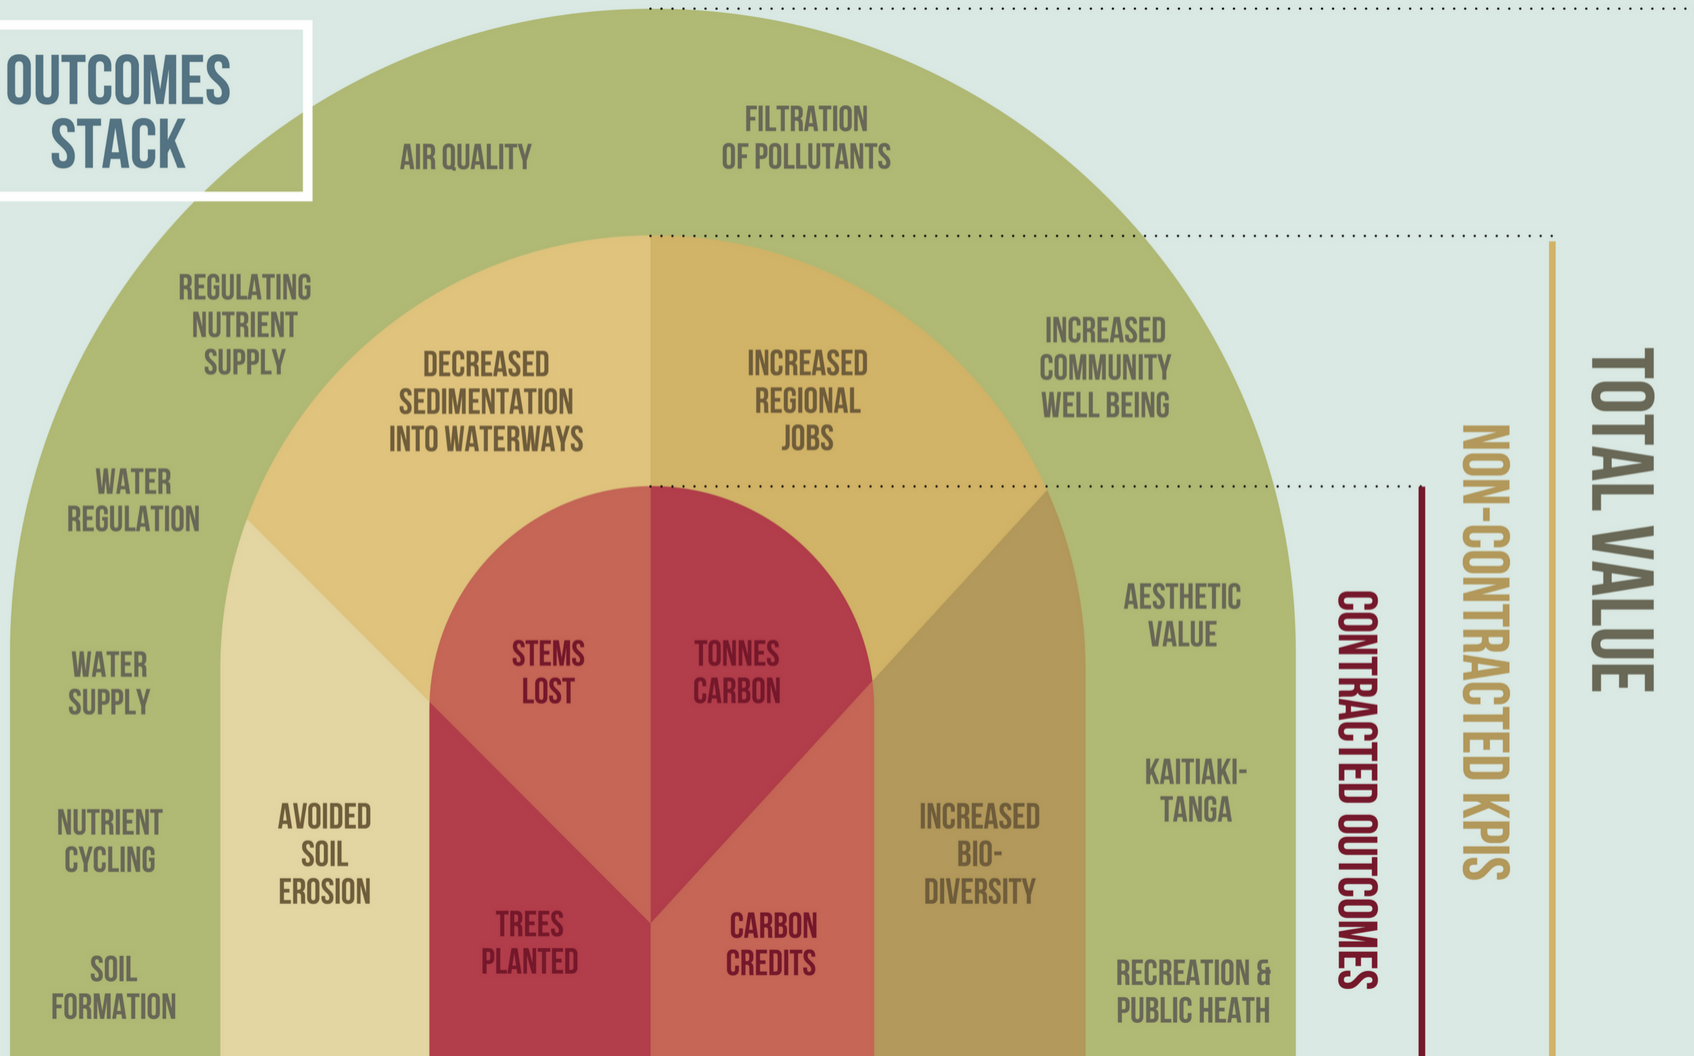 OUTCOMES
STACK
AIR QUALITY
FILTRATION
OF POLLUTANTS
REGULATING
NUTRIENT
SUPPLY
DECREASED
SEDIMENTATION
INTO WATERWAYS
INCREASED
REGIONAL
JOBS
INCREASED
COMMUNITY
WELL BEING
WATER
REGULATION
WATER
SUPPLY
NUTRIENT
CYCLING
SOIL
FORMATION
AVOIDED
SOIL
EROSION
STEMS
LOST
TONNES
CARBON
TREES
PLANTED
CARBON
CREDITS
INCREASED
BIO-
DIVERSITY
AESTHETIC
VALUE
KAITIAKI-
TANGA
RECREATION &
PUBLIC HEATH
CONTRACTED OUTCOMES
NON-CONTRACTED KPIS
TOTAL VALUE